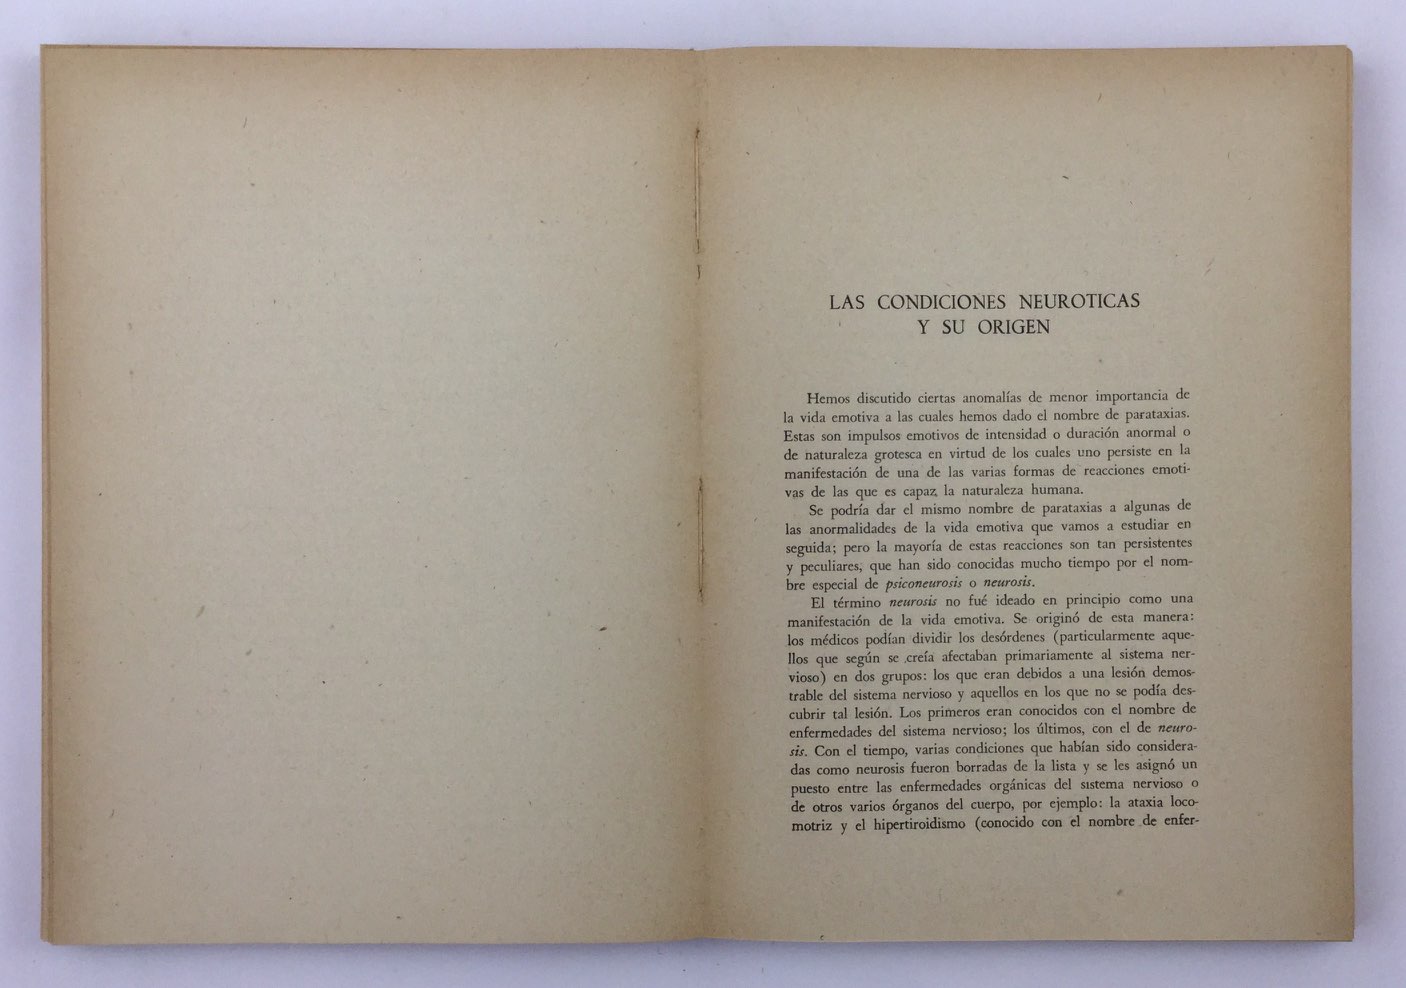 LAS CONDICIONES NEUROTICAS
Y SU ORIGEN
Hemos discutido ciertas anomalías de menor importancia de
la vida emotiva a las cuales hemos dado el nombre de parataxias.
Estas son impulsos emotivos de intensidad o duración anormal o
de naturaleza grotesca en virtud de los cuales uno persiste en la
manifestación de una de las varias formas de reacciones emoti-
vas de las que es capaz la naturaleza humana.
Se podría dar el mismo nombre de parataxias a algunas de
las anormalidades de la vida emotiva que vamos a estudiar en
seguida; pero la mayoría de estas reacciones son tan persistentes
y peculiares, que han sido conocidas mucho tiempo por el nom-
bre especial de psiconeurosis o neurosis.
El término neurosis no fué ideado en principio como una
manifestación de la vida emotiva. Se originó de esta manera:
los médicos podían dividir los desórdenes (particularmente aque-
llos que según se creía afectaban primariamente al sistema ner-
vioso) en dos grupos: los que eran debidos a una lesión demos-
trable del sistema nervioso y aquellos en los que no se podía des-
cubrir tal lesión. Los primeros eran conocidos con el nombre de
enfermedades del sistema nervioso; los últimos, con el de neuro-
sis. Con el tiempo, varias condiciones que habían sido considera-
das como neurosis fueron borradas de la lista y se les asignó un
puesto entre las enfermedades orgánicas del sistema nervioso o
de otros varios órganos del cuerpo, por ejemplo: la ataxia loco-
motriz y el hipertiroidismo (conocido con el nombre de enfer-